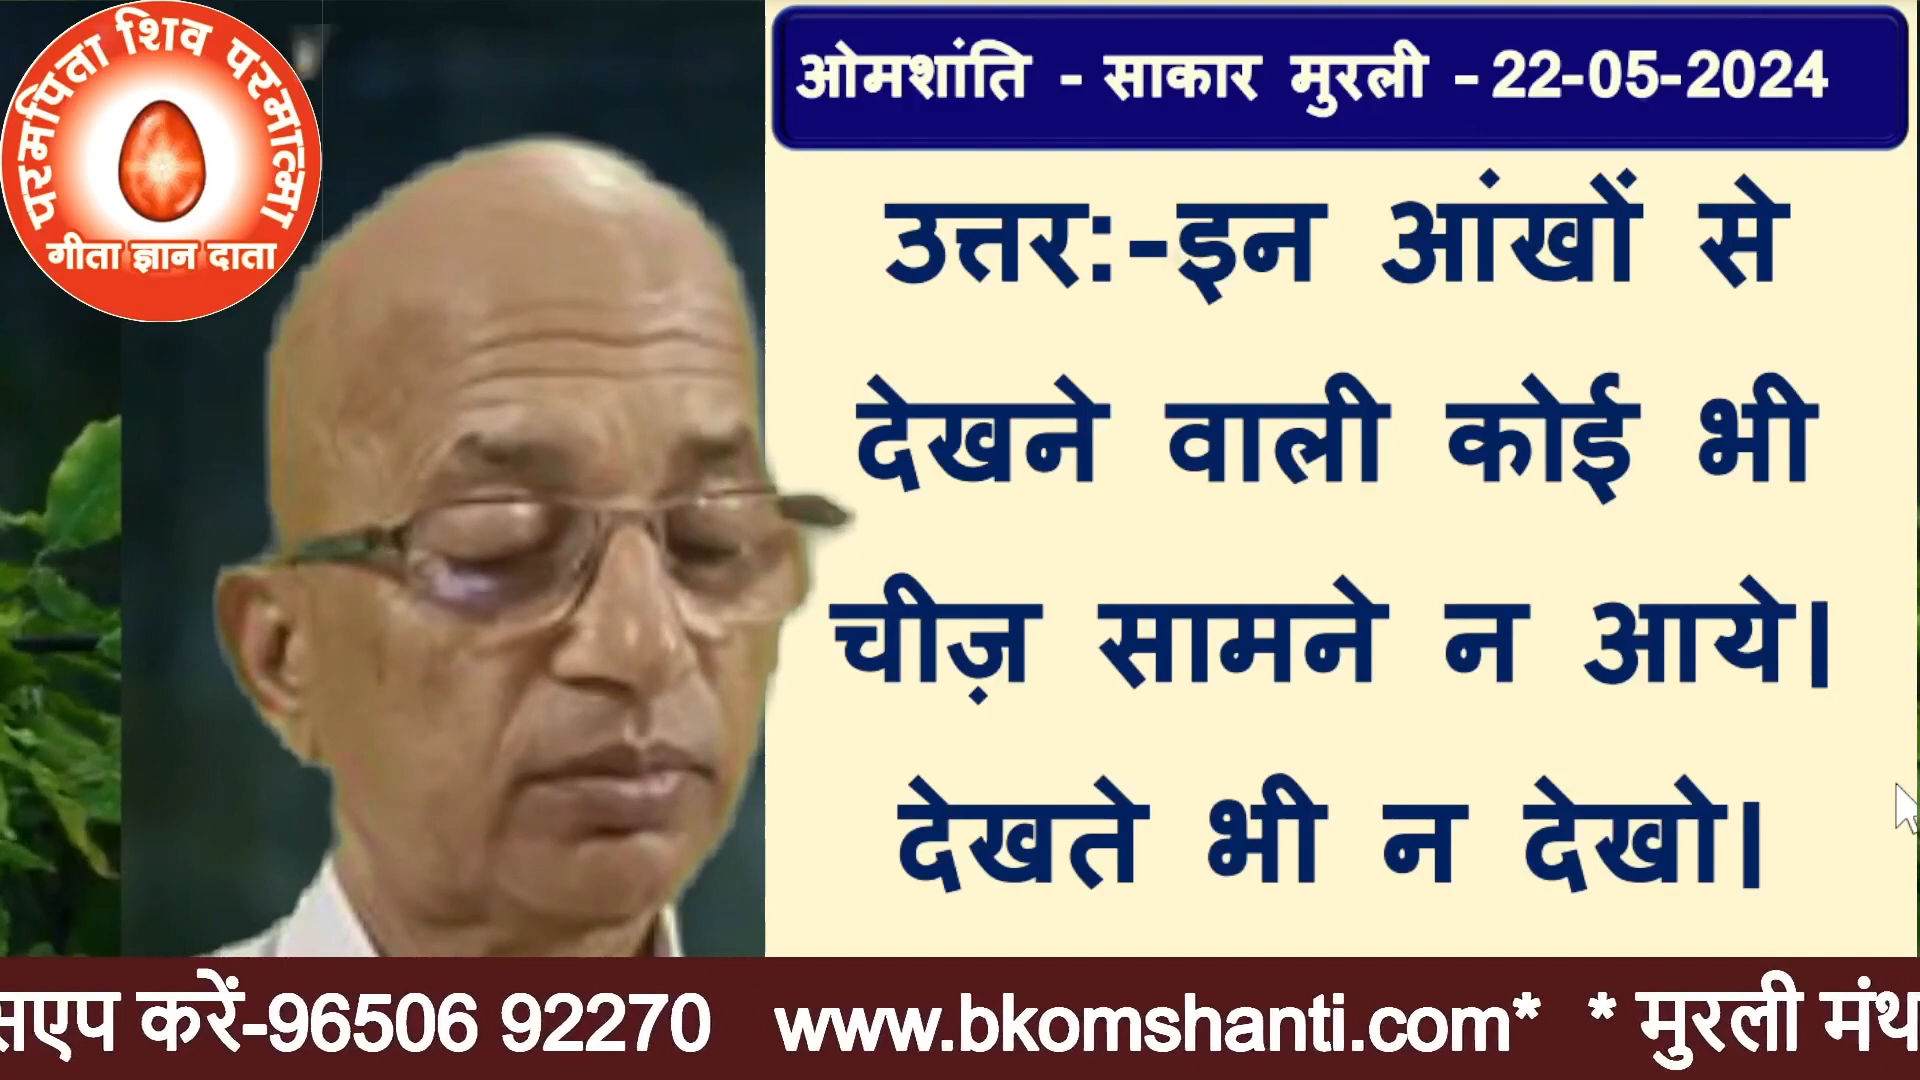 परमपिता शिव परमात्मा
गीता ज्ञान दाता
ओमशांति - साकार मुरली - 22-05-2024
उत्तर:-इन आंखों से
देखने वाली कोई भी
चीज़ सामने न आये।
देखते भी न देखो।
करें-96506 92270 www.bkomshanti.com* * मुरली